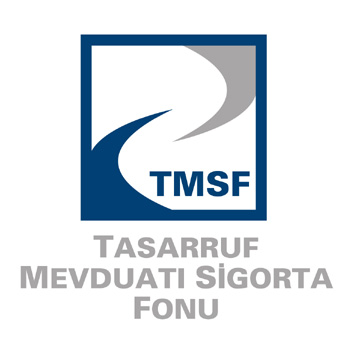 TMSF
TASARRUF
MEVDUATI SİGORTA
FONU